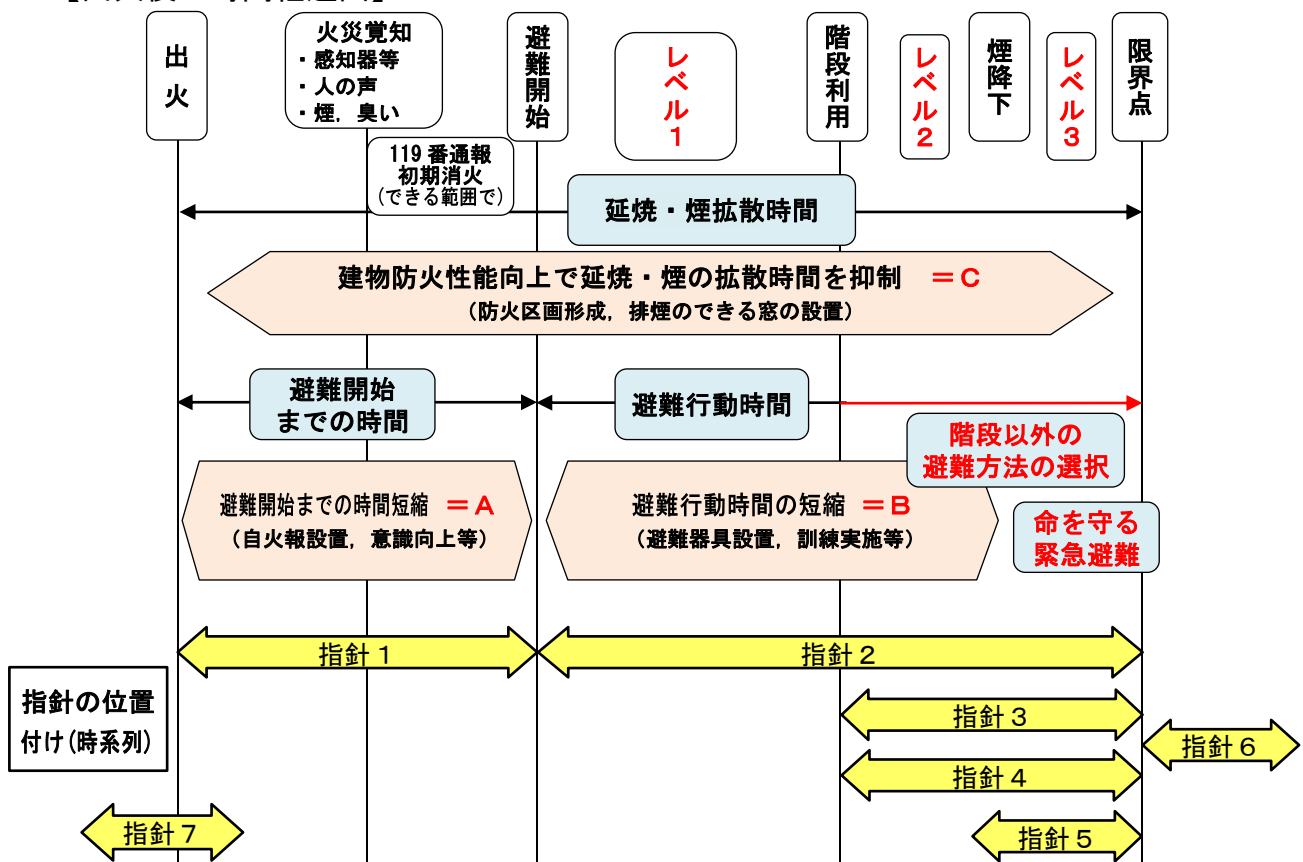 出火
火災覚知
・感知器等
・人の声
・煙，臭い
避難開始
レベル１
階段利用
レベル２
煙降下
レベル３
限界点
119 番通報
初期消火
（できる範囲で）
延焼・煙拡散時間
建物防火性能向上で延焼・煙の拡散時間を抑制　＝Ｃ
（防火区画形成，排煙のできる窓の設置）
避難開始
までの時間
避難行動時間
階段以外の
避難方法の選択
避難開始までの時間短縮　＝Ａ
（自火報設置，意識向上等）
避難行動時間の短縮　＝Ｂ
（避難器具設置，訓練実施等）
命を守る
緊急避難
指針１
指針２
指針の位置
付け（時系列）
指針３
指針６
指針４
指針７
指針５